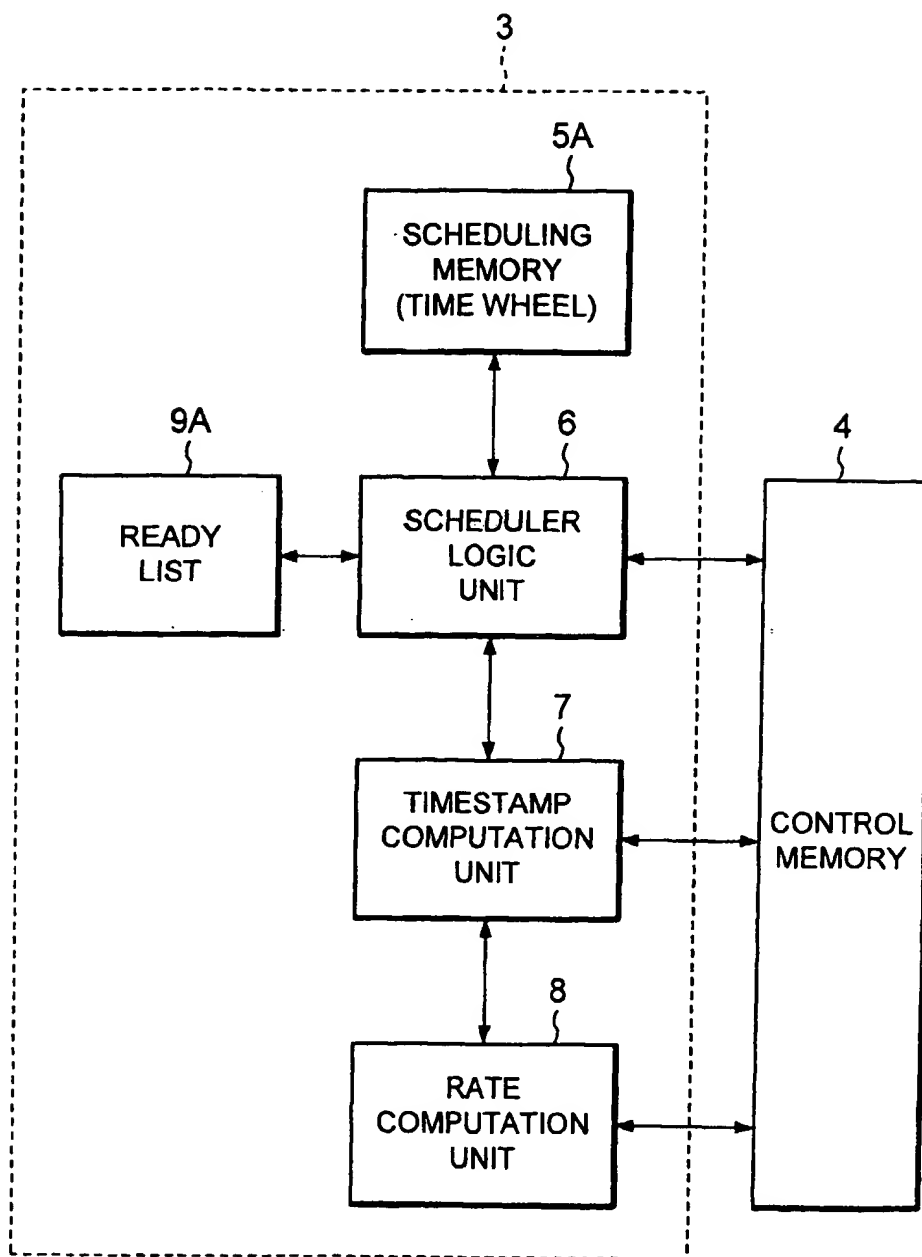 3
5A
SCHEDULING
MEMORY
(TIME WHEEL)
9A
READY
LIST
6
SCHEDULER
LOGIC
UNIT
4
CONTROL
MEMORY
7
TIMESTAMP
COMPUTATION
UNIT
8
RATE
COMPUTATION
UNIT